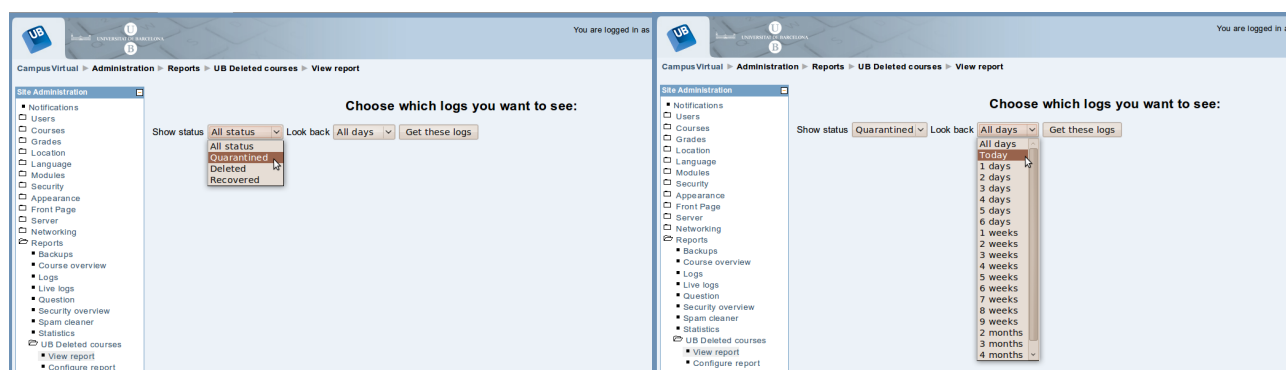 UB
UNIVERSITAT DE BARCELONA
U
B
You are logged in as
CampusVirtual ► Administration ► Reports ► UB Deleted courses ► View report
Site Administration
Notifications
Users
Courses
Grades
Location
Language
Modules
Security
Appearance
Front Page
Server
Networking
Reports
Backups
Course overview
Logs
Live logs
Question
Security overview
Spam cleaner
Statistics
UB Deleted courses
View report
Configure report
Choose which logs you want to see:
Show status All status Look back All days Get these logs
All status
Quarantined
Deleted
Recovered
UB
UNIVERSITAT DE BARCELONA
U
B
You are logged in a
CampusVirtual ► Administration ► Reports ► UB Deleted courses ► View report
Site Administration
Notifications
Users
Courses
Grades
Location
Language
Modules
Security
Appearance
Front Page
Server
Networking
Reports
Backups
Course overview
Logs
Live logs
Question
Security overview
Spam cleaner
Statistics
UB Deleted courses
View report
Configure report
Choose which logs you want to see:
Show status Quarantined Look back All days Get these logs
All days
Today
1 days
2 days
3 days
4 days
5 days
6 days
1 weeks
2 weeks
3 weeks
4 weeks
5 weeks
6 weeks
7 weeks
8 weeks
9 weeks
2 months
3 months
4 months